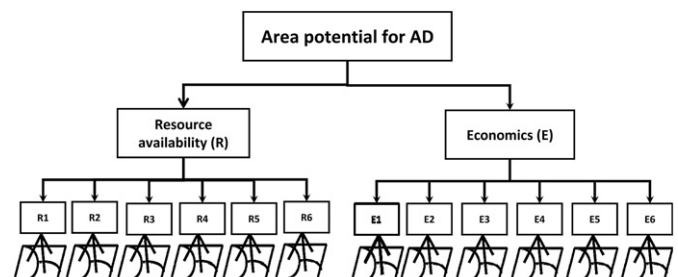 Area potential for AD
Resource
availability (R)
Economics (E)
R1
R2
R3
R4
R5
R6
E1
E2
E3
E4
E5
E6